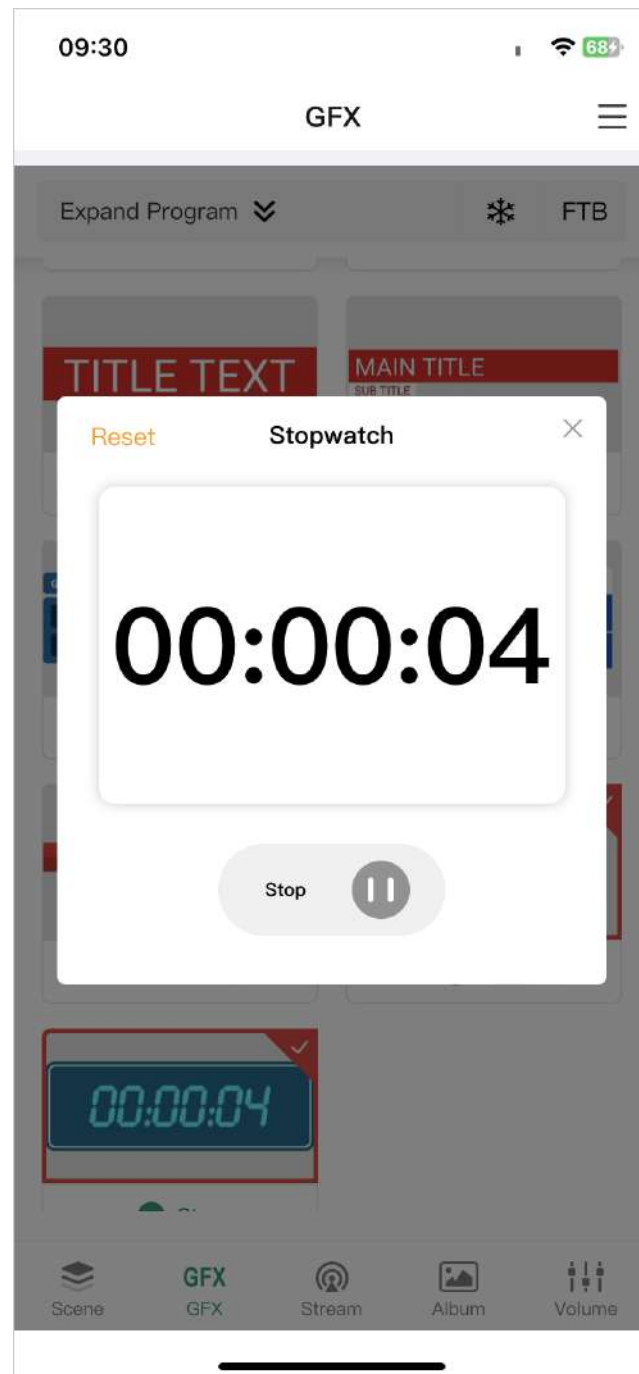 09:30
68
GFX
Expand Program
FTB
TITLE TEXT
MAIN TITLE
SUB TITLE
Reset
Stopwatch
00:00:04
Stop
00:00:04
Scene
GFX
GFX
Stream
Album
Volume